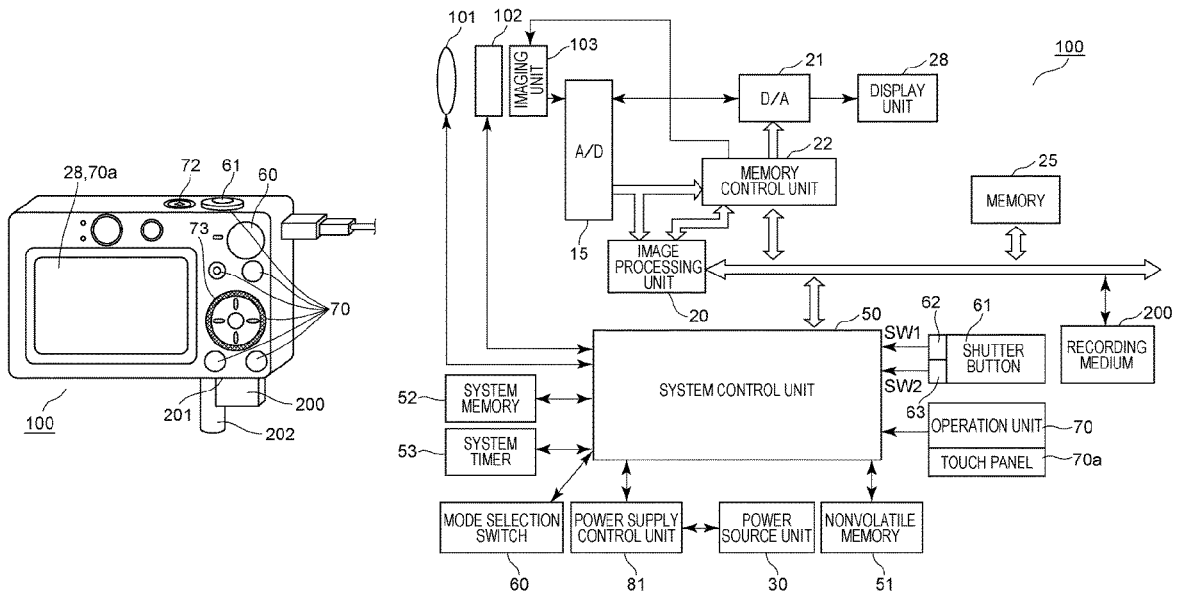 72
61
60
28,70a
73
70
201
200
100
202
101
102
103
IMAGING
UNIT
A/D
15
21
D/A
28
DISPLAY
UNIT
100
22
MEMORY
CONTROL UNIT
25
MEMORY
IMAGE
PROCESSING
UNIT
20
50
SYSTEM CONTROL UNIT
SW1
SW2
62
61
SHUTTER
BUTTON
63
200
RECORDING
MEDIUM
52
SYSTEM
MEMORY
53
SYSTEM
TIMER
OPERATION UNIT
70
TOUCH PANEL
70a
MODE SELECTION
SWITCH
60
POWER SUPPLY
CONTROL UNIT
81
POWER
SOURCE UNIT
30
NONVOLATILE
MEMORY
51